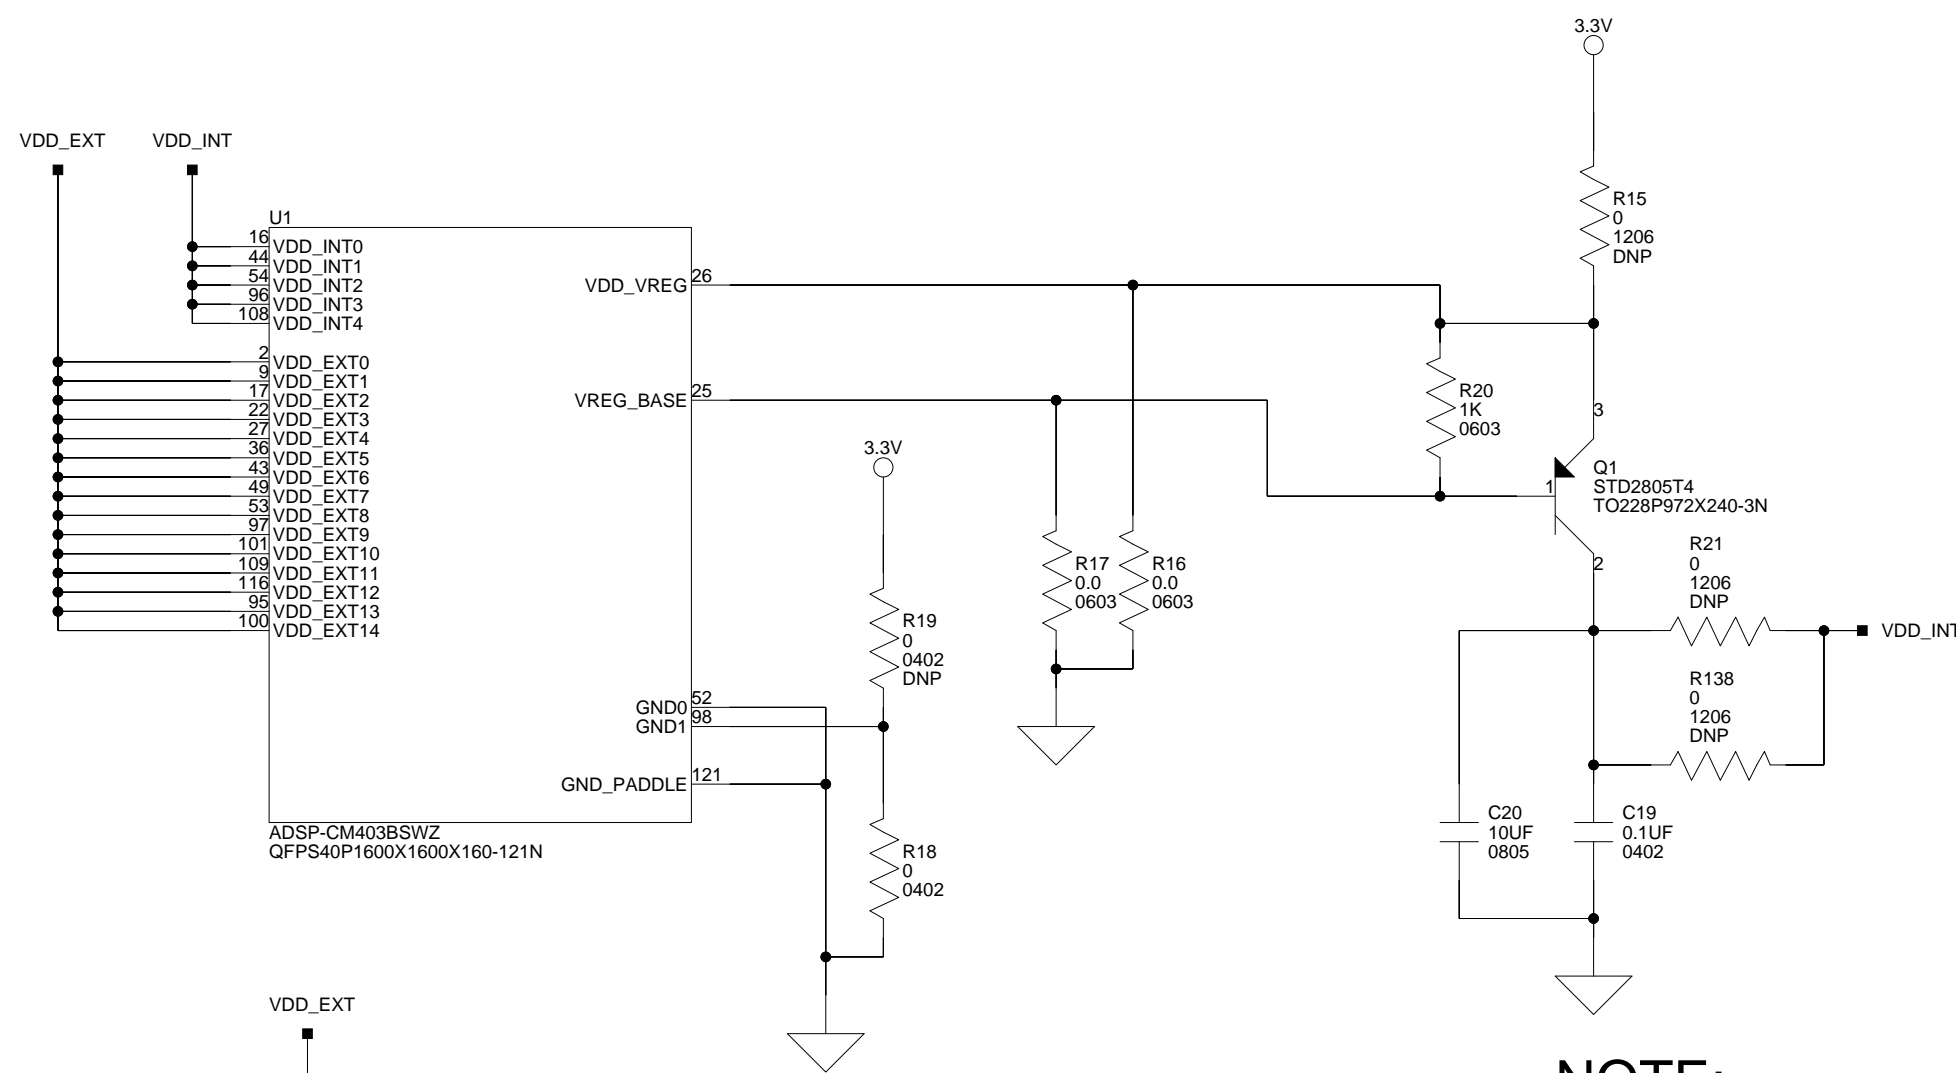 3.3V
VDD_EXT
VDD_INT
R15
0
1206
DNP
U1
16 VDD_INT0
44 VDD_INT1
54 VDD_INT2
96 VDD_INT3
108 VDD_INT4
2 VDD_EXT0
9 VDD_EXT1
17 VDD_EXT2
22 VDD_EXT3
27 VDD_EXT4
36 VDD_EXT5
43 VDD_EXT6
49 VDD_EXT7
53 VDD_EXT8
97 VDD_EXT9
101 VDD_EXT10
109 VDD_EXT11
116 VDD_EXT12
95 VDD_EXT13
100 VDD_EXT14
VDD_VREG 26
VREG_BASE 25
GND0 52
GND1 98
GND_PADDLE 121
ADSP-CM403BSWZ
QFPS40P1600X1600X160-121N
3.3V
R19
0
0402
DNP
R18
0
0402
R17
0.0
0603
R16
0.0
0603
R20
1K
0603
3
1
2
Q1
STD2805T4
TO228P972X240-3N
R21
0
1206
DNP
VDD_INT
R138
0
1206
DNP
C20
10UF
0805
C19
0.1UF
0402
VDD_EXT
NOTE: